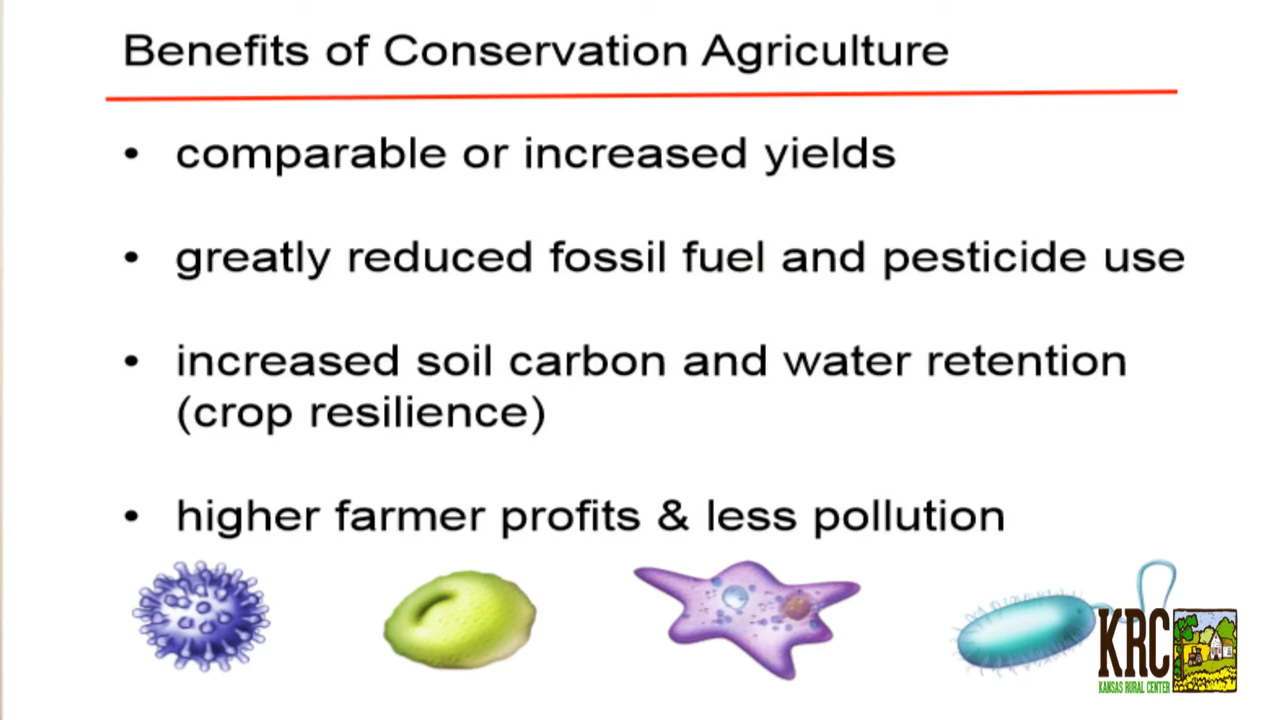 Benefits of Conservation Agriculture
• comparable or increased yields
• greatly reduced fossil fuel and pesticide use
• increased soil carbon and water retention
(crop resilience)
• higher farmer profits & less pollution
KRC
KANSAS RURAL CENTER